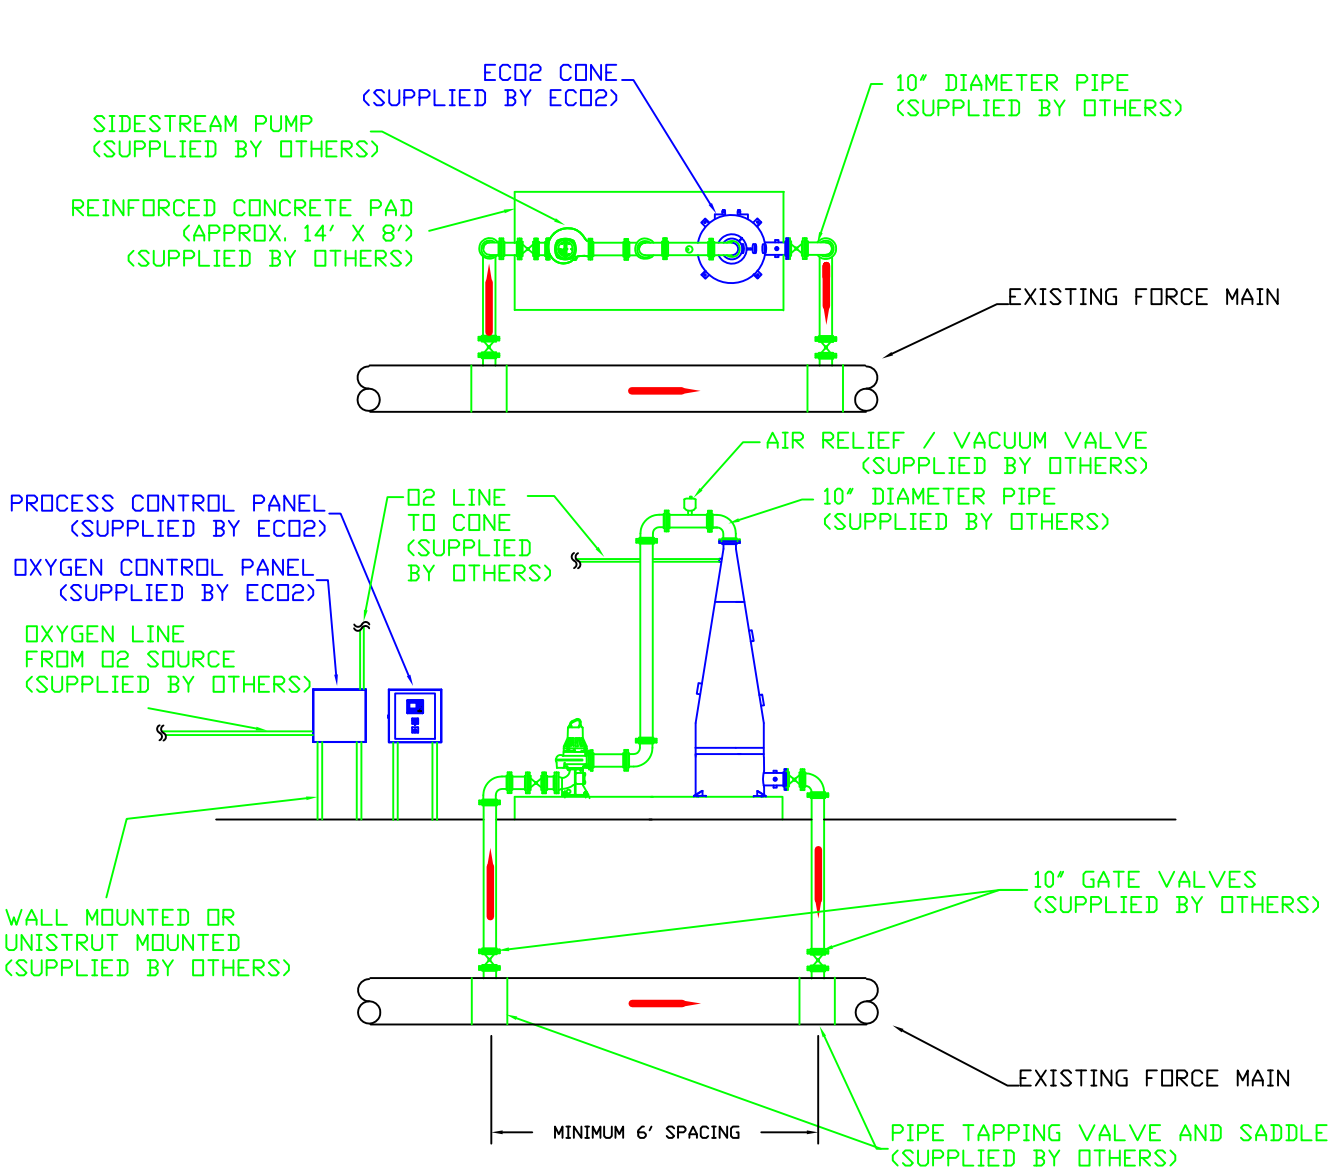 ECO2 CONE
(SUPPLIED BY ECO2)
10" DIAMETER PIPE
(SUPPLIED BY OTHERS)
SIDESTREAM PUMP
(SUPPLIED BY OTHERS)
REINFORCED CONCRETE PAD
(APPROX. 14' X 8')
(SUPPLIED BY OTHERS)
EXISTING FORCE MAIN
AIR RELIEF / VACUUM VALVE
(SUPPLIED BY OTHERS)
10" DIAMETER PIPE
(SUPPLIED BY OTHERS)
O2 LINE
TO CONE
(SUPPLIED
BY OTHERS)
PROCESS CONTROL PANEL
(SUPPLIED BY ECO2)
OXYGEN CONTROL PANEL
(SUPPLIED BY ECO2)
OXYGEN LINE
FROM O2 SOURCE
(SUPPLIED BY OTHERS)
10" GATE VALVES
(SUPPLIED BY OTHERS)
WALL MOUNTED OR
UNISTRUT MOUNTED
(SUPPLIED BY OTHERS)
EXISTING FORCE MAIN
MINIMUM 6' SPACING
PIPE TAPPING VALVE AND SADDLE
(SUPPLIED BY OTHERS)